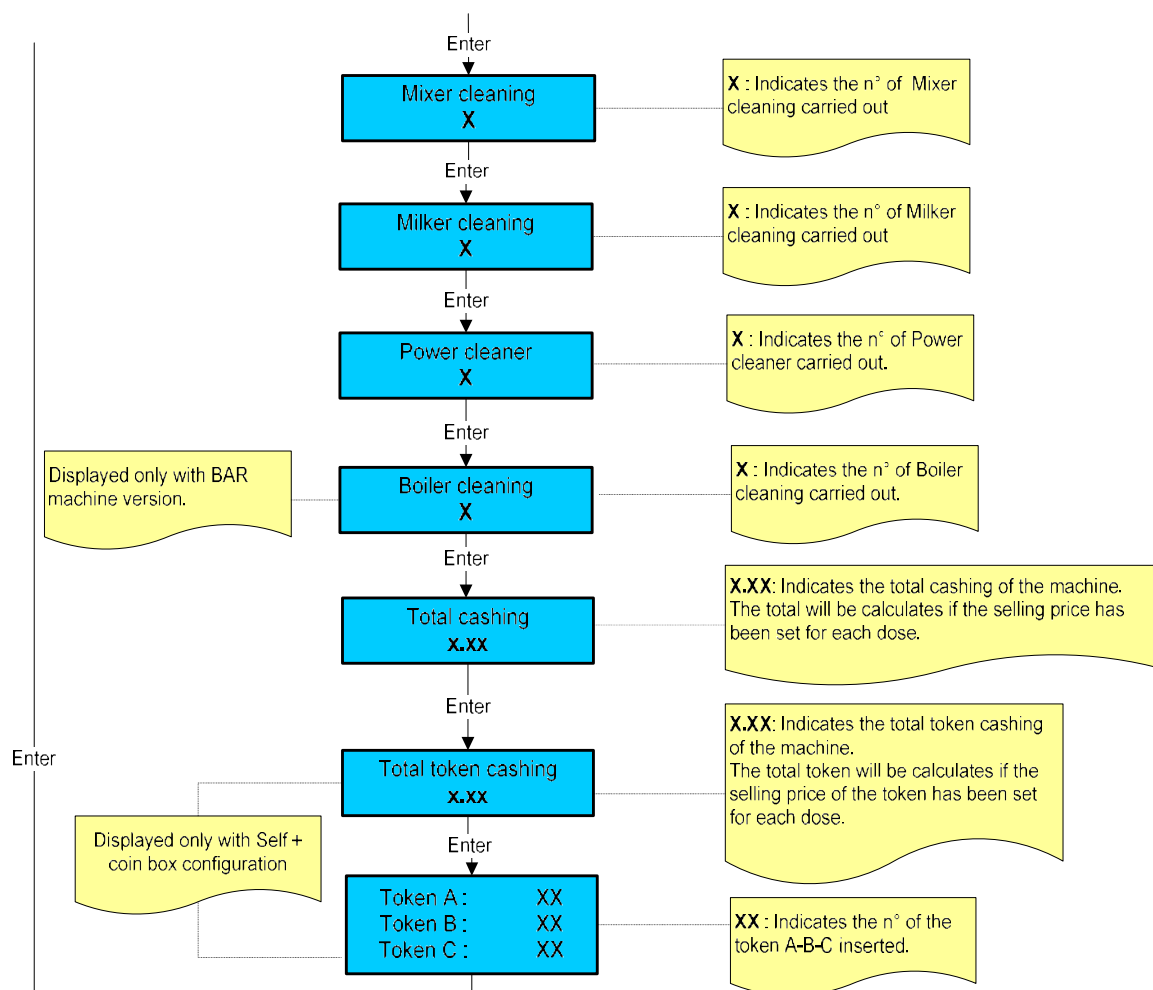 Enter
Mixer cleaning
X
X : Indicates the n° of Mixer
cleaning carried out
Enter
Milker cleaning
X
X : Indicates the n° of Milker
cleaning carried out
Enter
Power cleaner
X
X : Indicates the n° of Power
cleaner carried out.
Enter
Displayed only with BAR
machine version.
Boiler cleaning
X
X : Indicates the n° of Boiler
cleaning carried out.
Enter
Total cashing
x.xx
X.XX: Indicates the total cashing of the machine.
The total will be calculates if the selling price has
been set for each dose.
Enter
Enter
Total token cashing
x.xx
X.XX: Indicates the total token cashing
of the machine.
The total token will be calculates if the
selling price of the token has been set
for each dose.
Displayed only with Self +
coin box configuration
Enter
Token A : XX
Token B : XX
Token C : XX
XX : Indicates the n° of the
token A-B-C inserted.